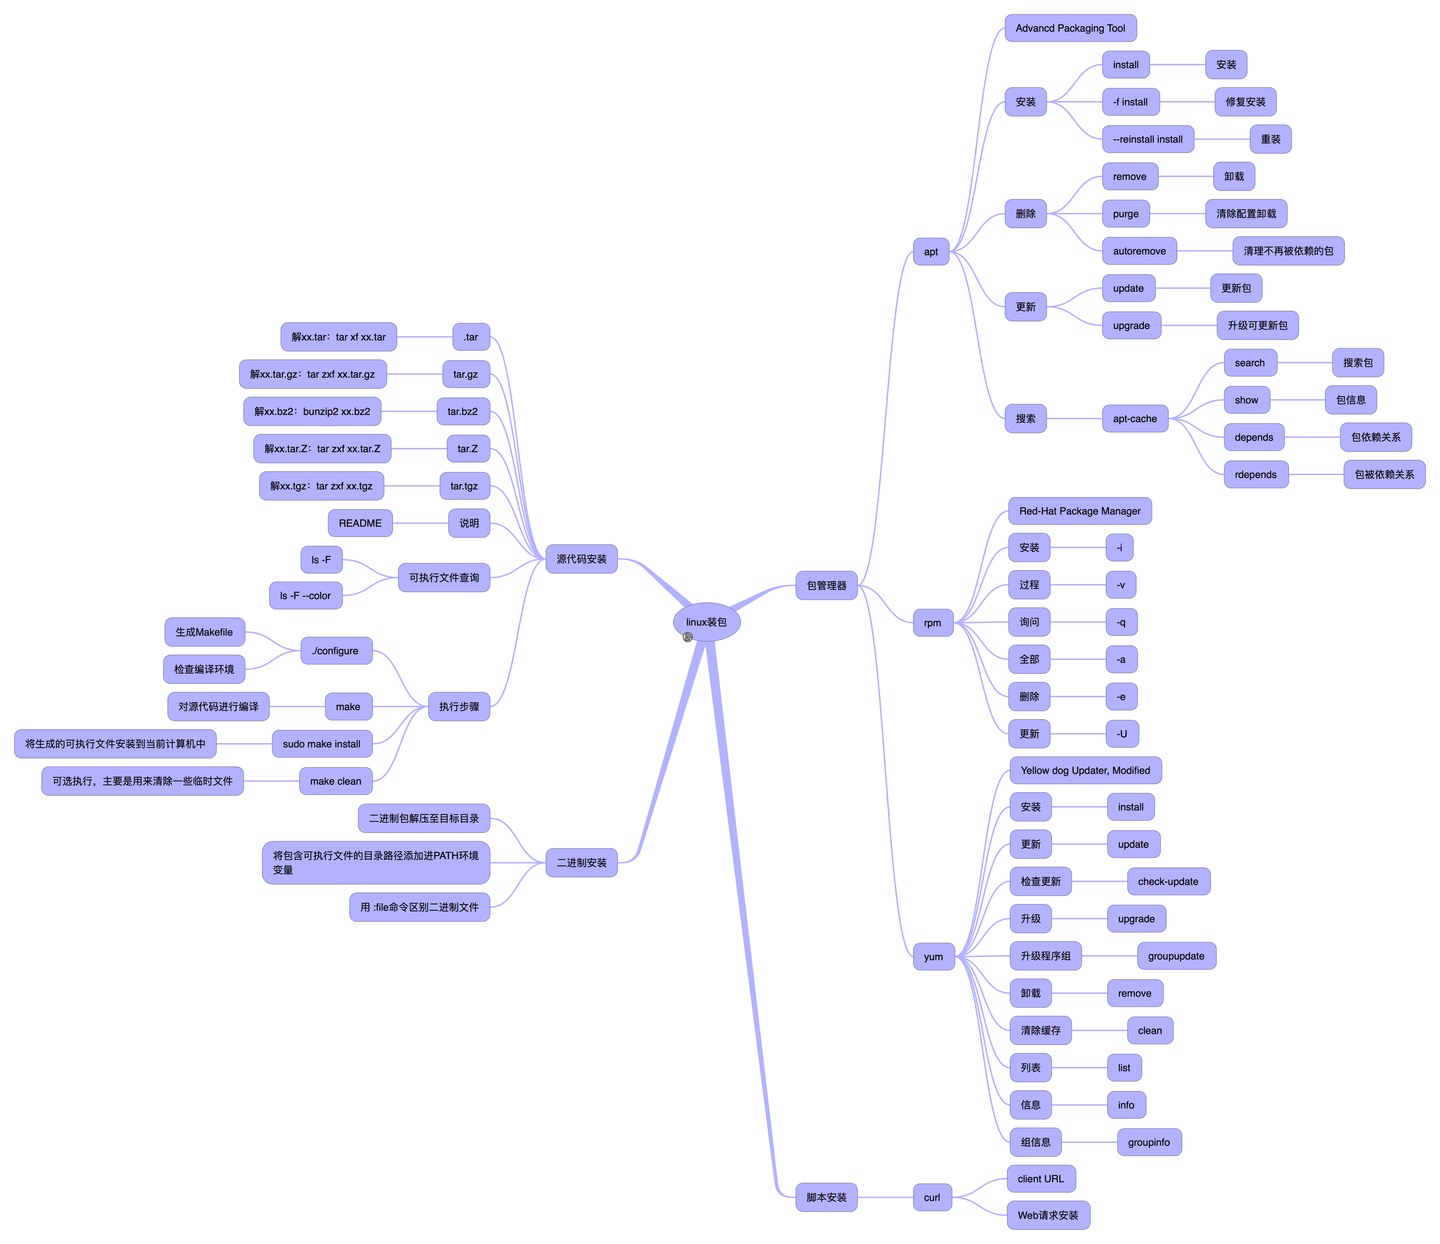 linux装包
包管理器
apt
Advancd Packaging Tool
安装
install
安装
-f install
修复安装
--reinstall install
重装
删除
remove
卸载
purge
清除配置卸载
autoremove
清理不再被依赖的包
更新
update
更新包
upgrade
升级可更新包
搜索
apt-cache
search
搜索包
show
包信息
depends
包依赖关系
rdepends
包被依赖关系
rpm
Red-Hat Package Manager
安装
-i
过程
-v
询问
-q
全部
-a
删除
-e
更新
-U
yum
Yellow dog Updater, Modified
安装
install
更新
update
检查更新
check-update
升级
upgrade
升级程序组
groupupdate
卸载
remove
清除缓存
clean
列表
list
信息
info
组信息
groupinfo
脚本安装
curl
client URL
Web请求安装
源代码安装
.tar
解xx.tar：tar xf xx.tar
tar.gz
解xx.tar.gz：tar zxf xx.tar.gz
tar.bz2
解xx.bz2：bunzip2 xx.bz2
tar.Z
解xx.tar.Z：tar zxf xx.tar.Z
tar.tgz
解xx.tgz：tar zxf xx.tgz
说明
README
可执行文件查询
ls -F
ls -F --color
执行步骤
./configure
生成Makefile
检查编译环境
make
对源代码进行编译
sudo make install
将生成的可执行文件安装到当前计算机中
make clean
可选执行，主要是用来清除一些临时文件
二进制安装
二进制包解压至目标目录
将包含可执行文件的目录路径添加进PATH环境
变量
用 :file命令区别二进制文件